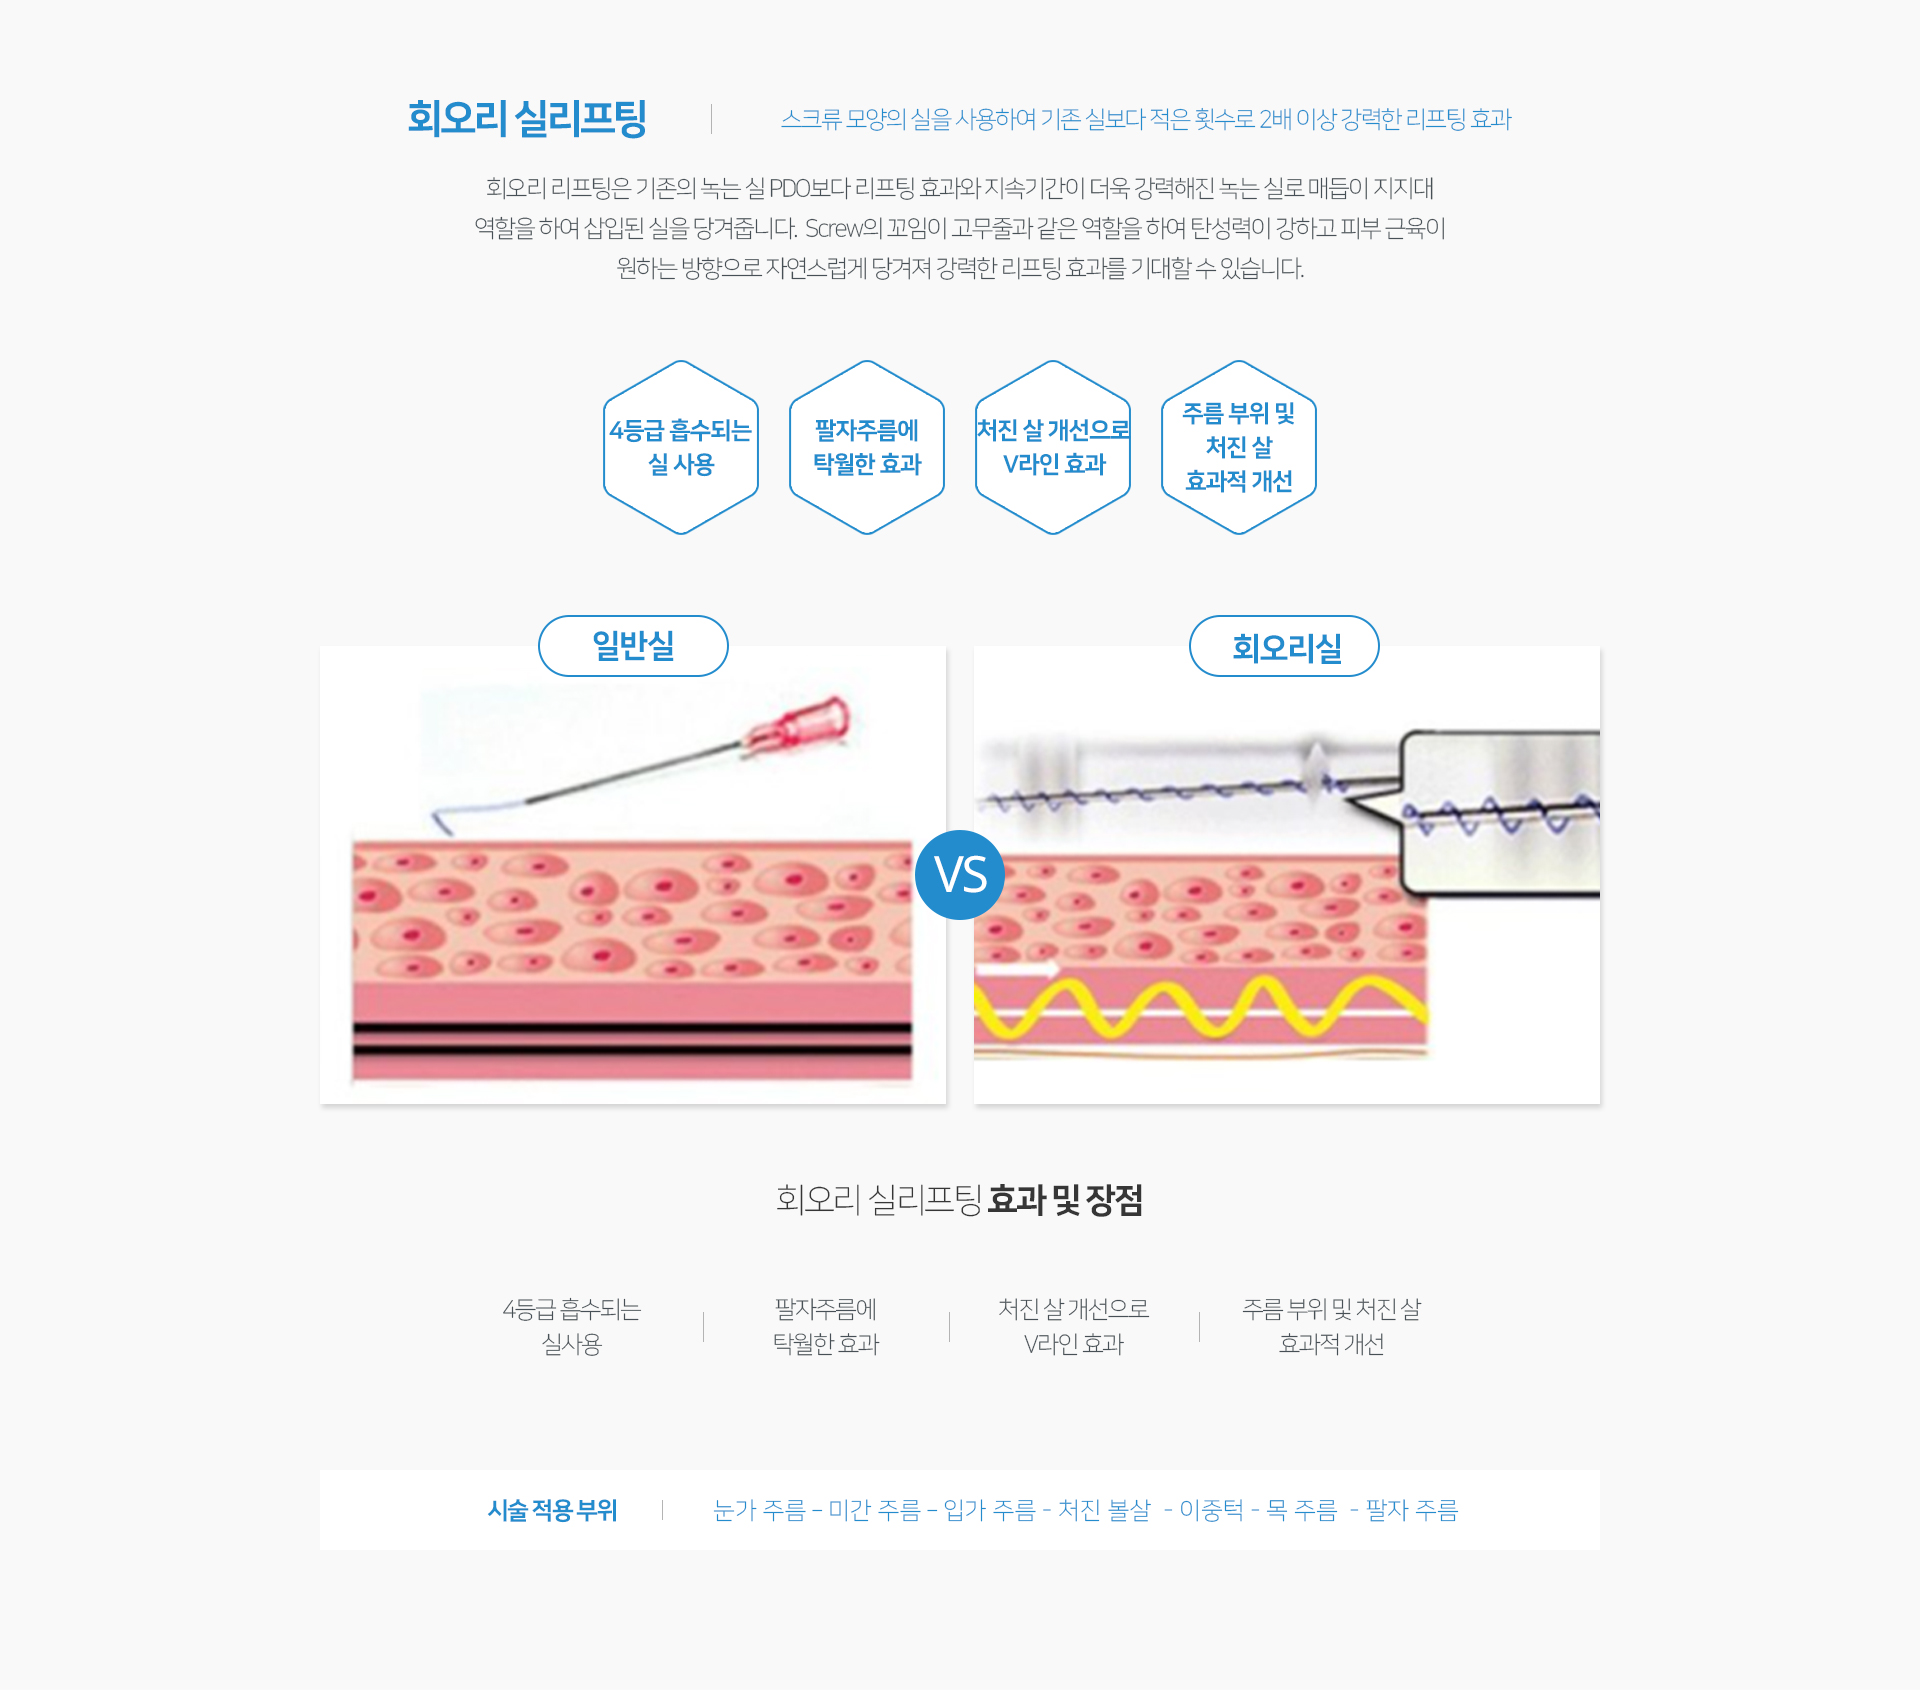 회오리 실리프팅
스크류 모양의 실을 사용하여 기존 실보다 적은 횟수로 2배 이상 강력한 리프팅 효과
회오리 리프팅은 기존의 녹는 실 PDO보다 리프팅 효과와 지속기간이 더욱 강력해진 녹는 실로 매듭이 지지대
역할을 하여 삽입된 실을 당겨줍니다. Screw의 꼬임이 고무줄과 같은 역할을 하여 탄성력이 강하고 피부 근육이
원하는 방향으로 자연스럽게 당겨져 강력한 리프팅 효과를 기대할 수 있습니다.
4등급 흡수되는
실 사용
팔자주름에
탁월한 효과
처진 살 개선으로
V라인 효과
주름 부위 및
처진 살
효과적 개선
일반실
회오리실
VS
회오리 실리프팅 효과 및 장점
4등급 흡수되는
실사용
팔자주름에
탁월한 효과
처진 살 개선으로
V라인 효과
주름 부위 및 처진 살
효과적 개선
시술 적용 부위
눈가 주름 – 미간 주름 – 입가 주름 - 처진 볼살 - 이중턱 - 목 주름 - 팔자 주름